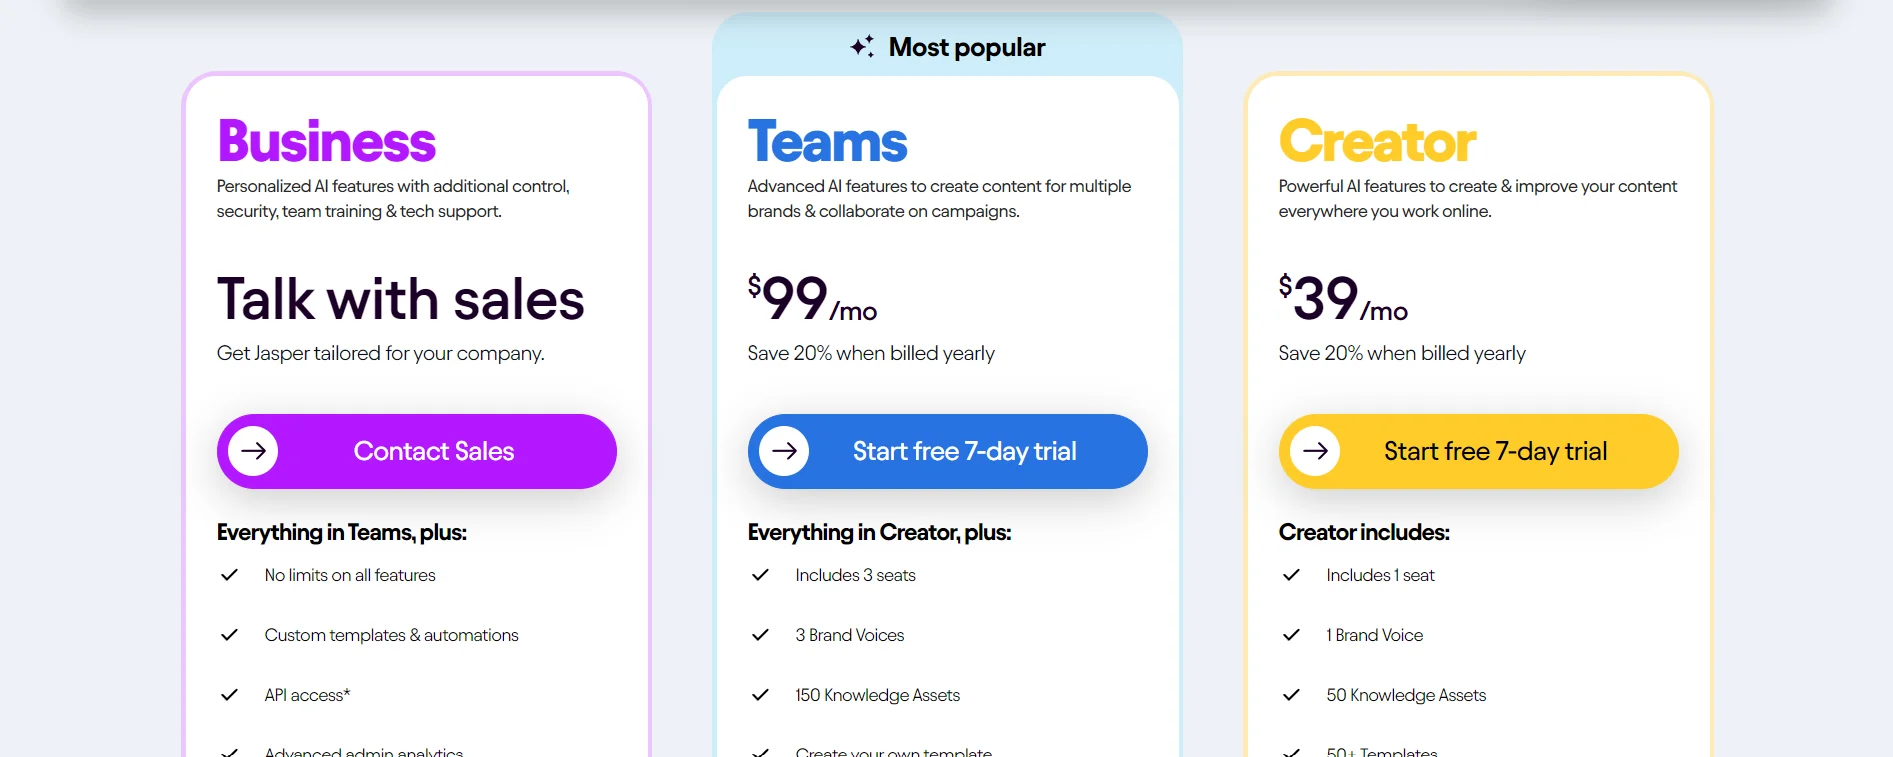 Most popular
Business
Personalized AI features with additional control,
security, team training & tech support.
Talk with sales
Get Jasper tailored for your company.
Contact Sales
Everything in Teams, plus:
No limits on all features
Custom templates & automations
API access*
Advanced admin analytics
Teams
Advanced AI features to create content for multiple
brands & collaborate on campaigns.
$99/mo
Save 20% when billed yearly
Start free 7-day trial
Everything in Creator, plus:
Includes 3 seats
3 Brand Voices
150 Knowledge Assets
Create your own template
Creator
Powerful AI features to create & improve your content
everywhere you work online.
$39/mo
Save 20% when billed yearly
Start free 7-day trial
Creator includes:
Includes 1 seat
1 Brand Voice
50 Knowledge Assets
50+ Templates